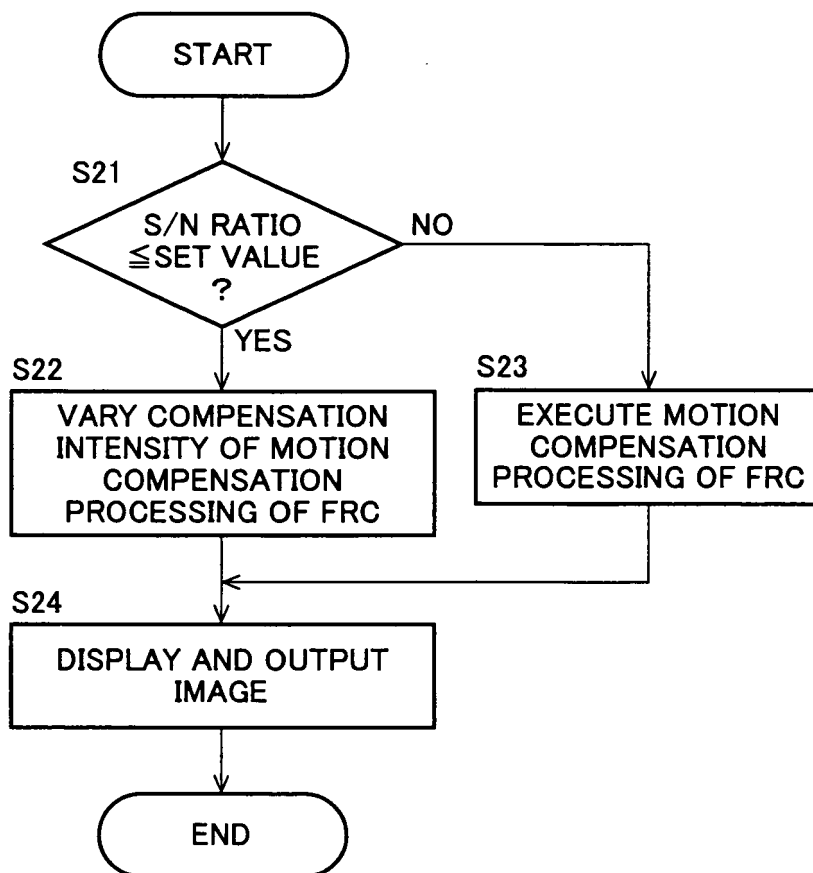 START
S21
S/N RATIO
≦SET VALUE
?
NO
YES
S22
VARY COMPENSATION
INTENSITY OF MOTION
COMPENSATION
PROCESSING OF FRC
S23
EXECUTE MOTION
COMPENSATION
PROCESSING OF FRC
S24
DISPLAY AND OUTPUT
IMAGE
END